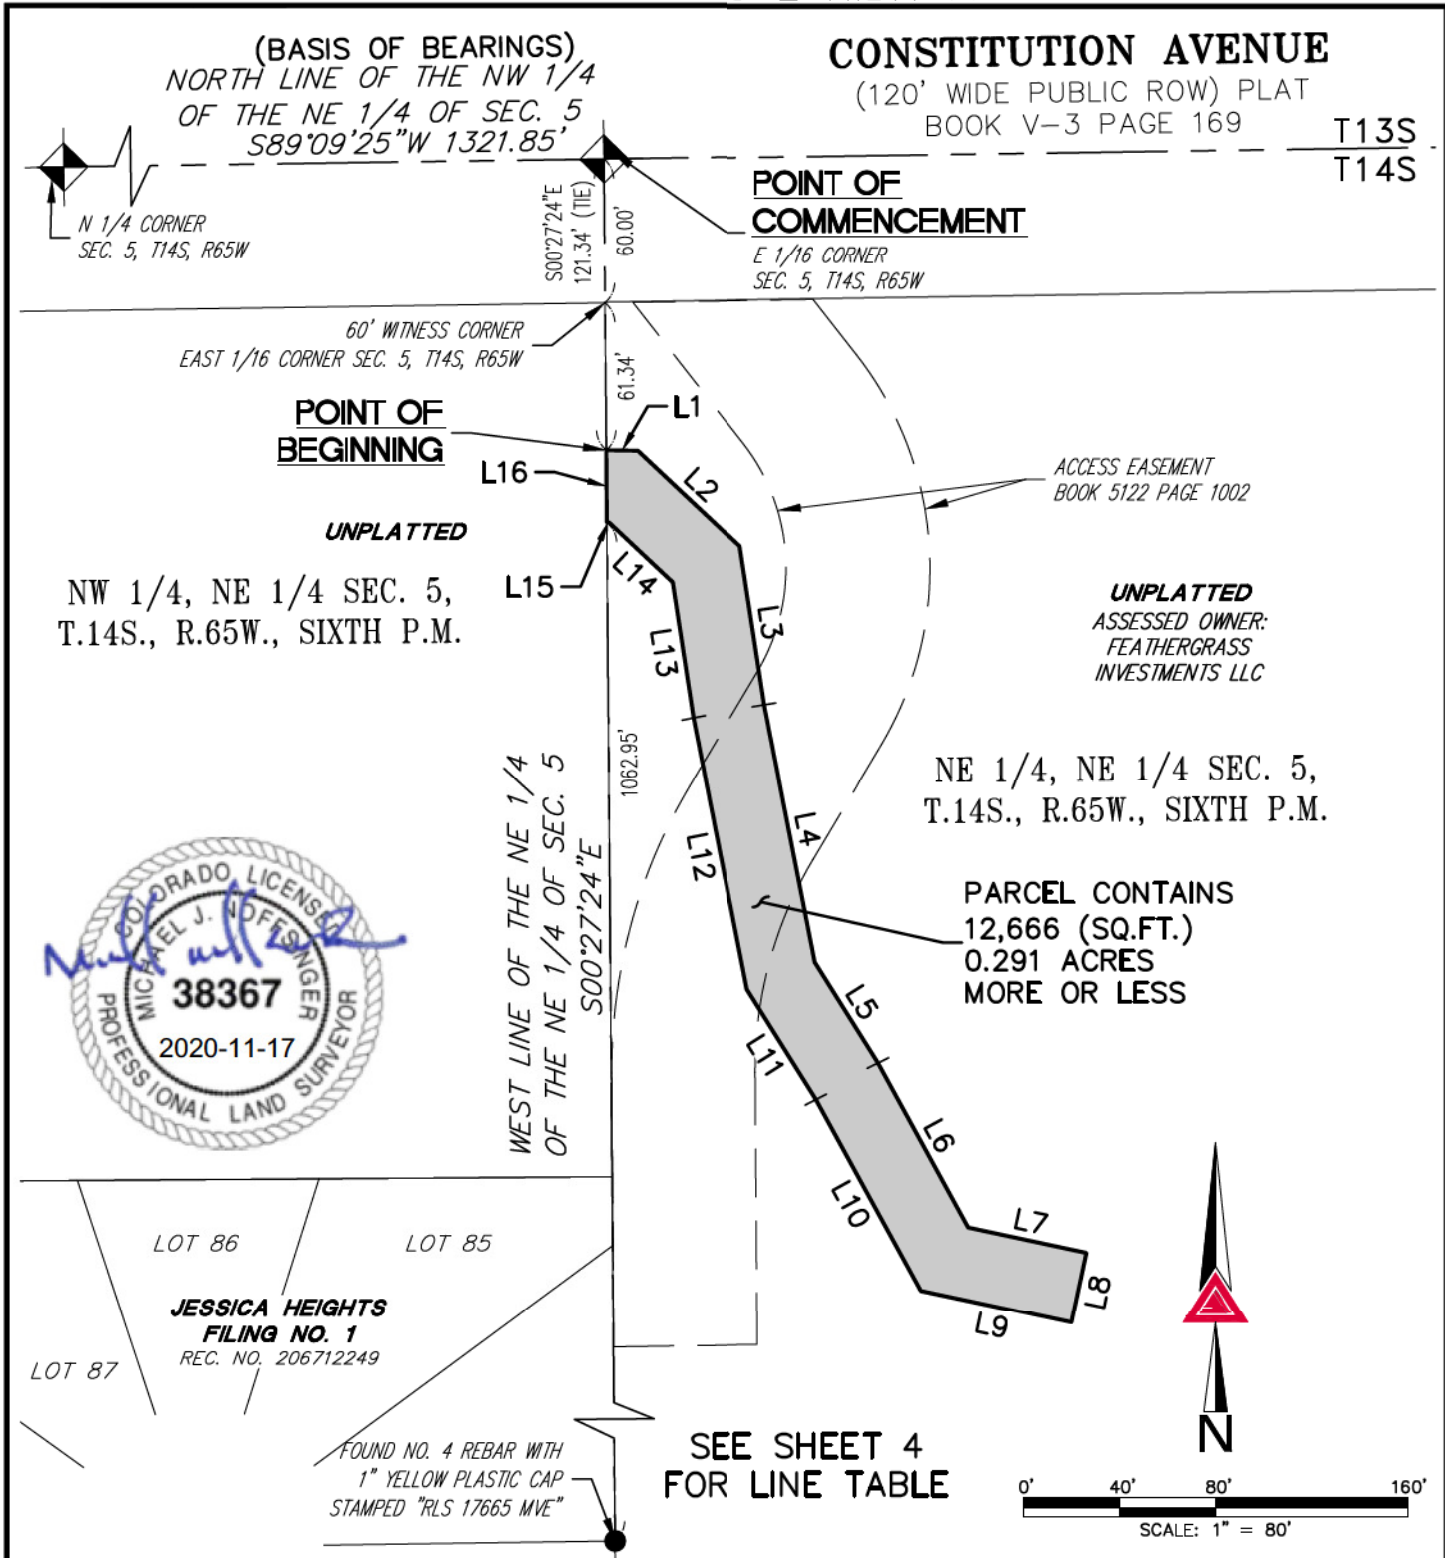 (BASIS OF BEARINGS)
NORTH LINE OF THE NW 1/4
OF THE NE 1/4 OF SEC. 5
S89°09'25"W 1321.85'
CONSTITUTION AVENUE
(120' WIDE PUBLIC ROW) PLAT
BOOK V-3 PAGE 169
T13S
T14S
N 1/4 CORNER
SEC. 5, T14S, R65W
S00°27'24"E
121.34' (TIE)
60.00'
POINT OF
COMMENCEMENT
E 1/16 CORNER
SEC. 5, T14S, R65W
60' WITNESS CORNER
EAST 1/16 CORNER SEC. 5, T14S, R65W
61.34'
POINT OF
BEGINNING
L1
L16
L2
ACCESS EASEMENT
BOOK 5122 PAGE 1002
UNPLATTED
NW 1/4, NE 1/4 SEC. 5,
T.14S., R.65W., SIXTH P.M.
L15
L14
L3
L13
UNPLATTED
ASSESSED OWNER:
FEATHERGRASS
INVESTMENTS LLC
1062.95'
WEST LINE OF THE NE 1/4
OF THE NE 1/4 OF SEC. 5
S00°27'24"E
NE 1/4, NE 1/4 SEC. 5,
T.14S., R.65W., SIXTH P.M.
L4
L12
PARCEL CONTAINS
12,666 (SQ.FT.)
0.291 ACRES
MORE OR LESS
COLORADO LICENSED
MICHAEL J. NOFFSINGER
38367
2020-11-17
PROFESSIONAL LAND SURVEYOR
L5
L11
L6
L10
L7
L8
L9
LOT 86
LOT 85
JESSICA HEIGHTS
FILING NO. 1
REC. NO. 206712249
LOT 87
FOUND NO. 4 REBAR WITH
1" YELLOW PLASTIC CAP
STAMPED "RLS 17665 MVE"
SEE SHEET 4
FOR LINE TABLE
N
0' 40' 80' 160'
SCALE: 1" = 80'